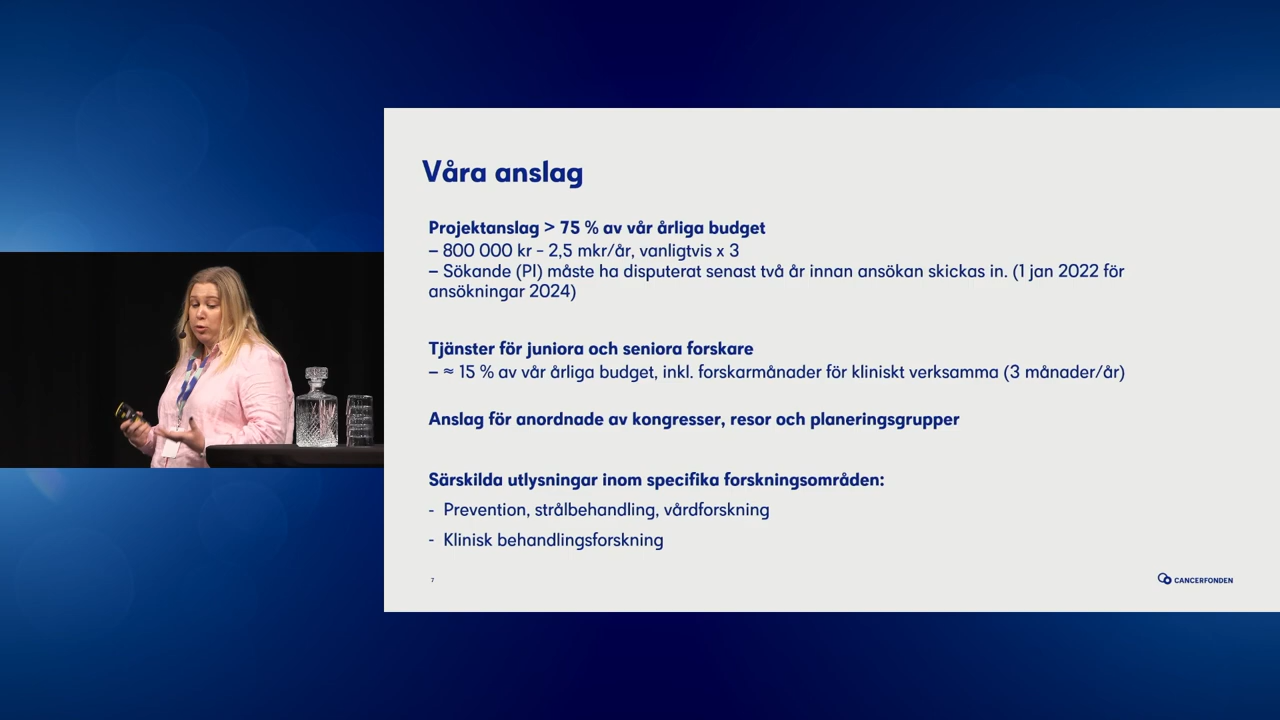 Våra anslag
Projektanslag > 75 % av vår årliga budget
– 800 000 kr - 2,5 mkr/år, vanligtvis x 3
– Sökande (PI) måste ha disputerat senast två år innan ansökan skickas in. (1 jan 2022 för
ansökningar 2024)
Tjänster för juniora och seniora forskare
– ≈ 15 % av vår årliga budget, inkl. forskarmånader för kliniskt verksamma (3 månader/år)
Anslag för anordnade av kongresser, resor och planeringsgrupper
Särskilda utlysningar inom specifika forskningsområden:
- Prevention, strålbehandling, vårdforskning
- Klinisk behandlingsforskning
7
CANCERFONDEN